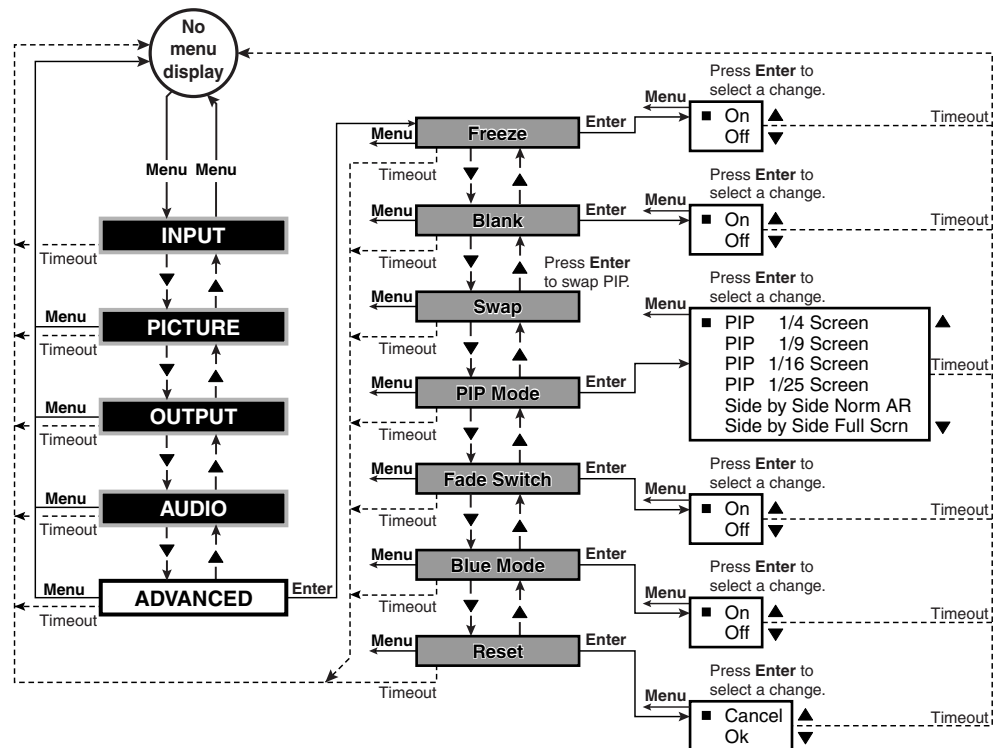 No
menu
display
Menu
Menu
INPUT
Timeout
Menu
PICTURE
Timeout
Menu
OUTPUT
Timeout
Menu
AUDIO
Timeout
Menu
ADVANCED
Enter
Timeout
Menu
Freeze
Enter
Timeout
Menu
Blank
Enter
Timeout
Press Enter
to swap PIP.
Menu
Swap
Timeout
Menu
PIP Mode
Enter
Timeout
Menu
Fade Switch
Enter
Timeout
Menu
Blue Mode
Enter
Timeout
Menu
Reset
Enter
Timeout
Press Enter to
select a change.
Menu
■ On
Off
Timeout
Press Enter to
select a change.
Menu
■ On
Off
Timeout
Press Enter to
select a change.
Menu
■ PIP 1/4 Screen
PIP 1/9 Screen
PIP 1/16 Screen
PIP 1/25 Screen
Side by Side Norm AR
Side by Side Full Scrn
Timeout
Press Enter to
select a change.
Menu
■ On
Off
Timeout
Press Enter to
select a change.
Menu
■ On
Off
Timeout
Press Enter to
select a change.
Menu
■ Cancel
Ok
Timeout